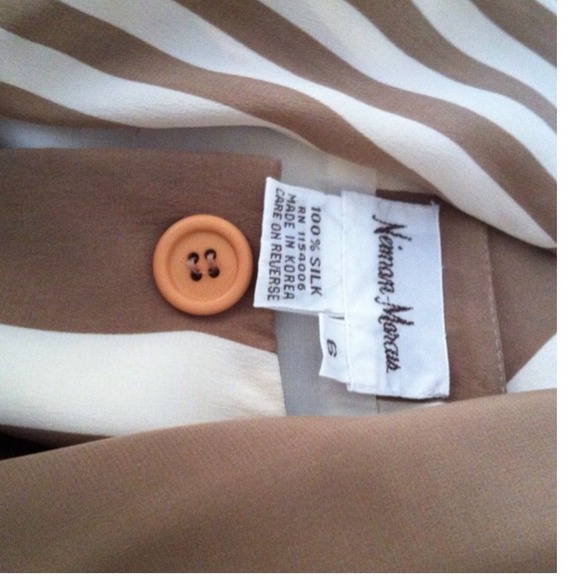 Neiman-Marcus
100% SILK
RN 1154006
MADE IN KOREA
CARE ON REVERSE
6